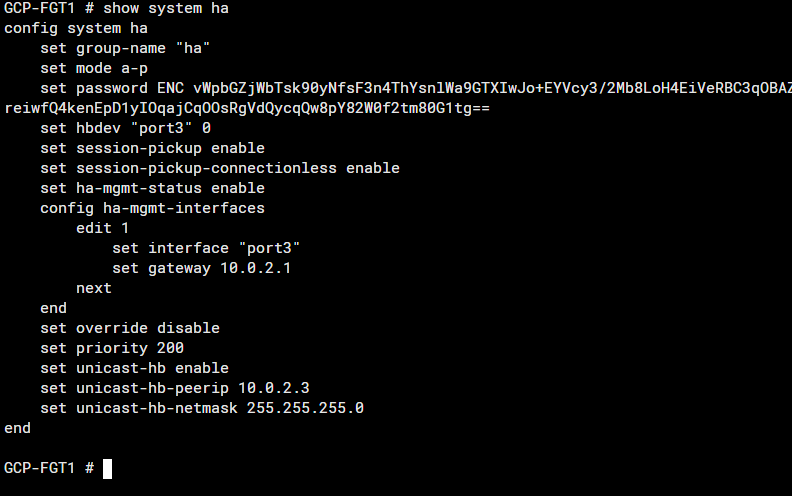 GCP-FGT1 # show system ha
config system ha
set group-name "ha"
set mode a-p
set password ENC vWpbGZjWbTsk90yNfsF3n4ThYsnlWa9GTXIwJo+EYVcy3/2Mb8LoH4EiVeRBC3qOBAZ
reiwfQ4kenEpD1yIOqajCqOOsRgVdQycqQw8pY82W0f2tm80G1tg==
set hbdev "port3" 0
set session-pickup enable
set session-pickup-connectionless enable
set ha-mgmt-status enable
config ha-mgmt-interfaces
edit 1
set interface "port3"
set gateway 10.0.2.1
next
end
set override disable
set priority 200
set unicast-hb enable
set unicast-hb-peerip 10.0.2.3
set unicast-hb-netmask 255.255.255.0
end
GCP-FGT1 #